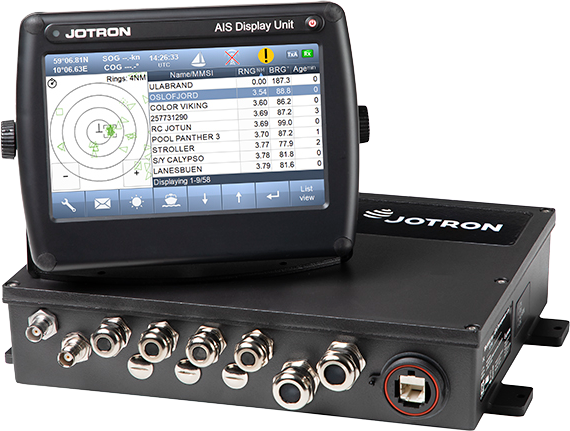 JOTRON AIS Display Unit
59°06.81N SOG --.-kn 14:26:33 TxA Rx
10°06.63E COG ---.-° UTC
Rings: 4NM Name/MMSI RNG NM BRG° Age min
ULABRAND 0.00 187.3 0
OSLOFJORD 3.54 88.8 0
COLOR VIKING 3.60 86.2 0
257731290 3.69 87.2 3
RC JOTUN 3.69 99.0 0
POOL PANTHER 3 3.70 87.2 1
STROLLER 3.77 77.9 2
S/Y CALYPSO 3.78 81.8 0
LANESBUEN 3.79 81.6 0
- + Displaying 1-9/58
List
view
JOTRON